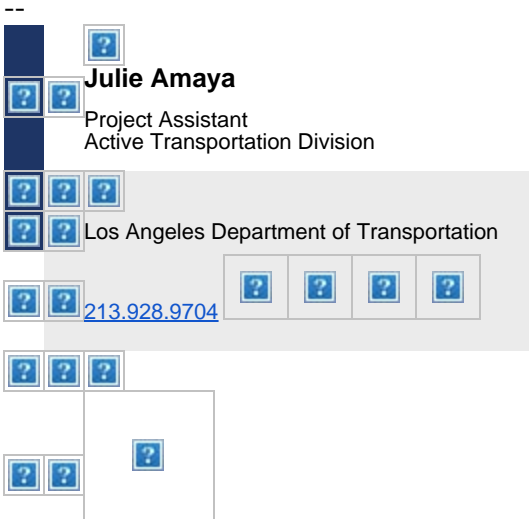 --
Julie Amaya
Project Assistant
Active Transportation Division
Los Angeles Department of Transportation
213.928.9704